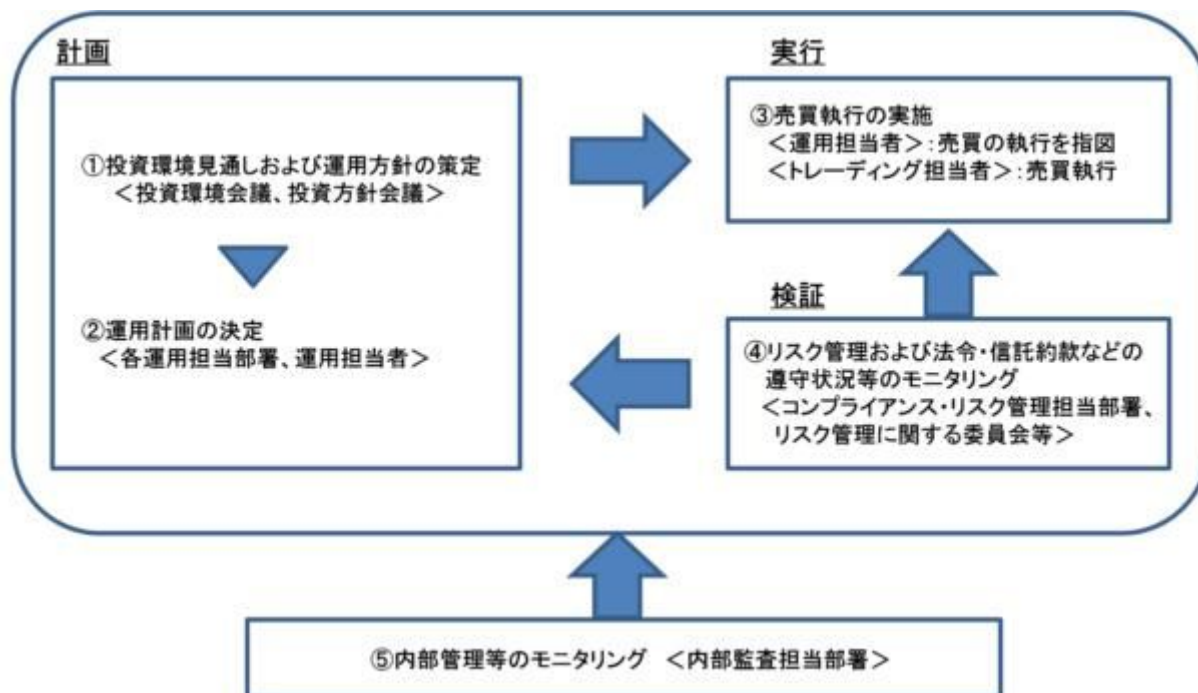 計画
①投資環境見通しおよび運用方針の策定
＜投資環境会議、投資方針会議＞
②運用計画の決定
＜各運用担当部署、運用担当者＞
実行
③売買執行の実施
＜運用担当者＞：売買の執行を指図
＜トレーディング担当者＞：売買執行
検証
④リスク管理および法令・信託約款などの
遵守状況等のモニタリング
＜コンプライアンス・リスク管理担当部署、
リスク管理に関する委員会等＞
⑤内部管理等のモニタリング　＜内部監査担当部署＞